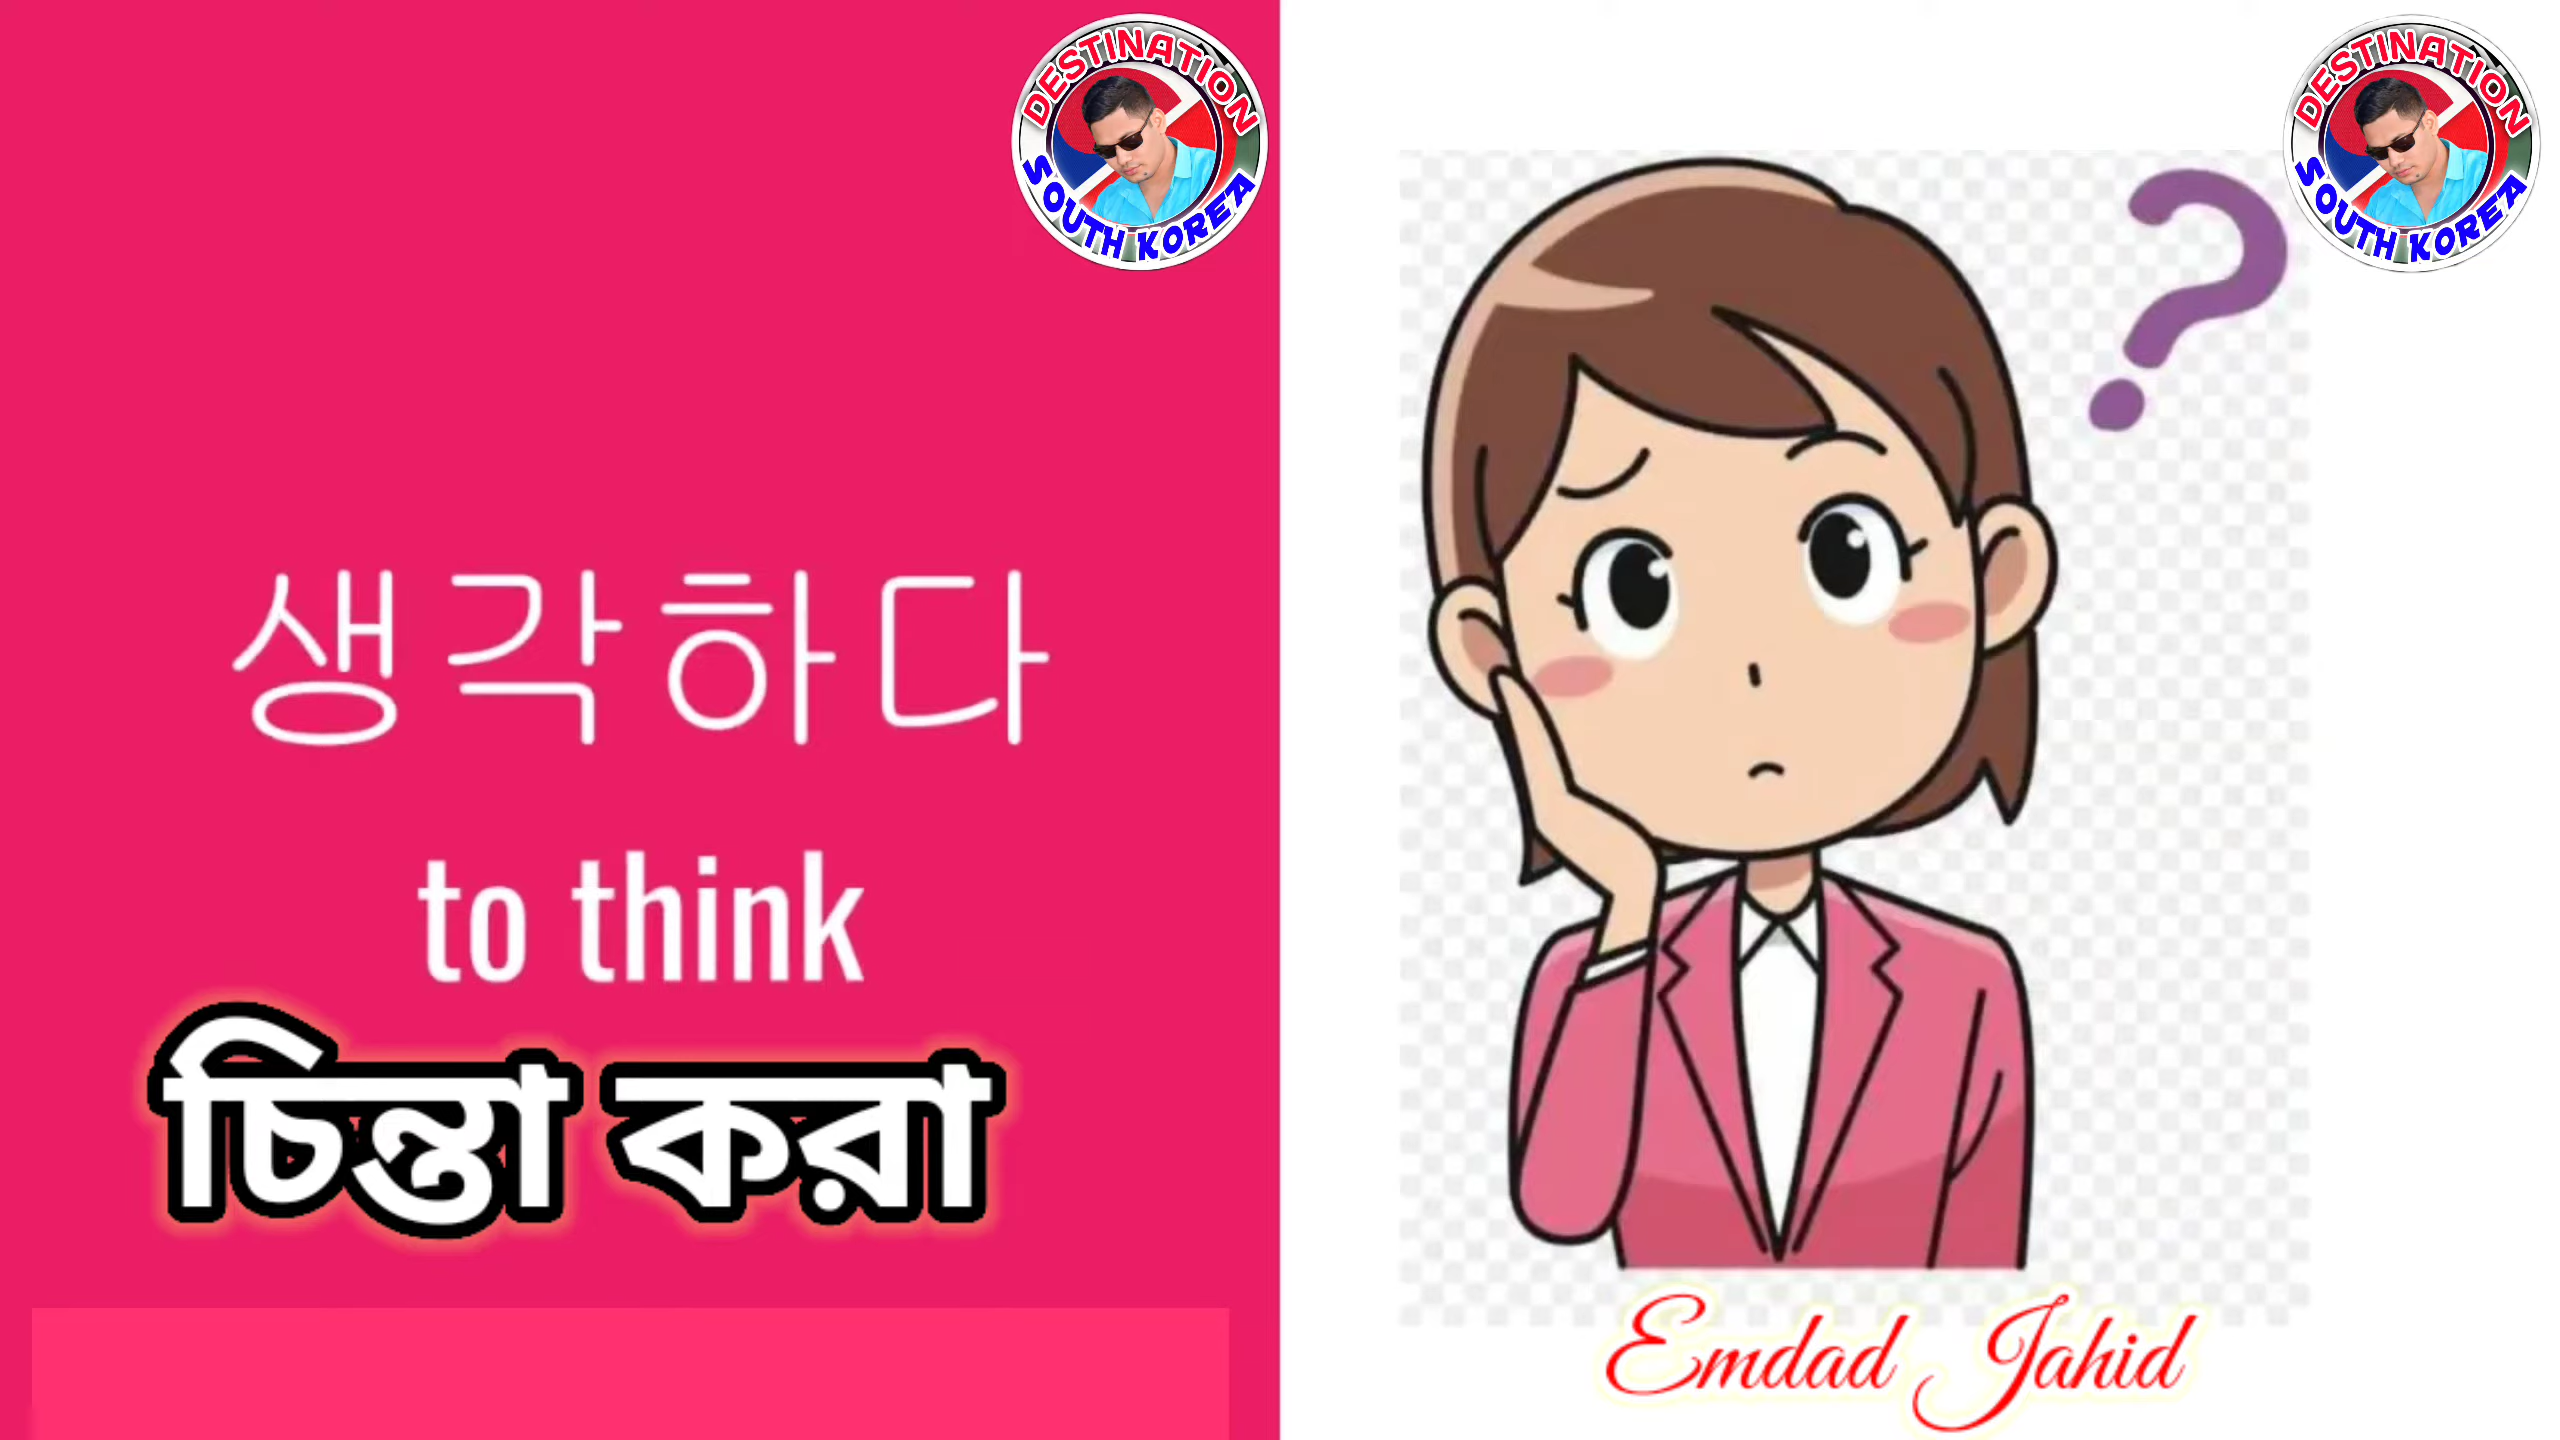 DESTINATION
SOUTH KOREA
DESTINATION
SOUTH KOREA
생각하다
to think
চিন্তা করা
Emdad Jahid